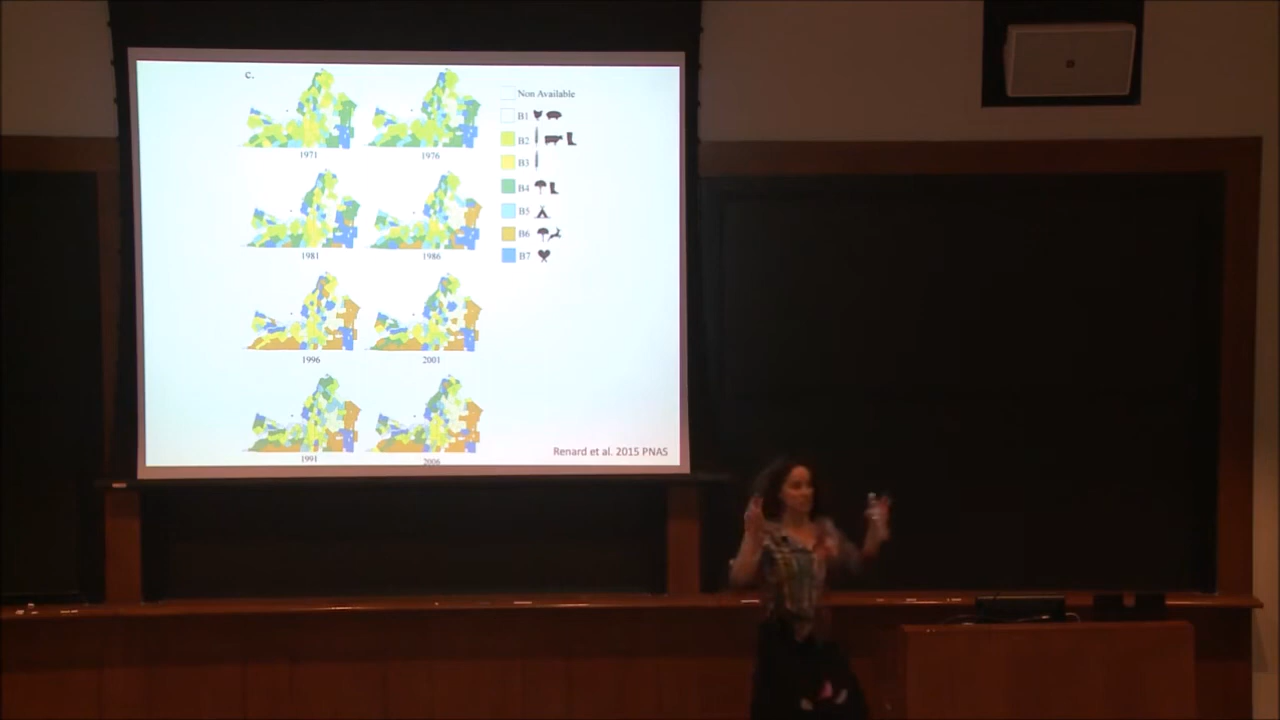 c.
1971
1976
1981
1986
1996
2001
1991
2006
Non Available
B1
B2
B3
B4
B5
B6
B7
Renard et al. 2015 PNAS